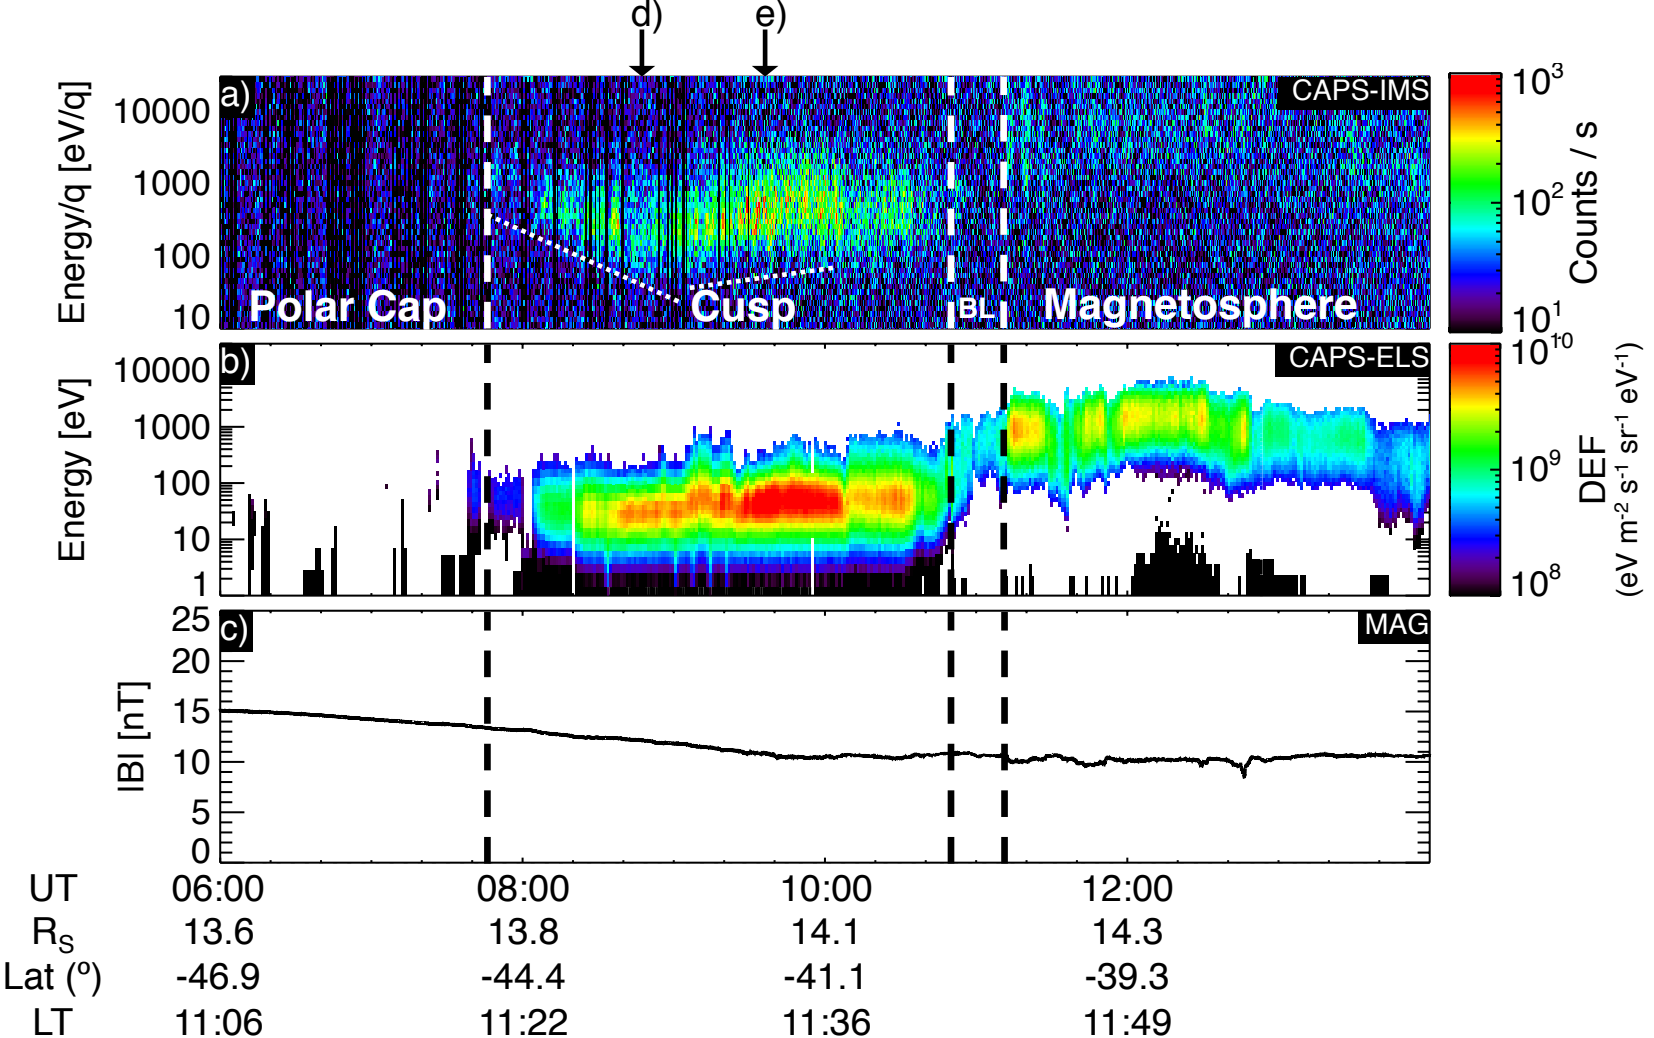 d) e)
a) CAPS-IMS
Energy/q [eV/q]
10000
1000
100
10
Polar Cap Cusp BL Magnetosphere
10³
10²
10¹
Counts / s
b) CAPS-ELS
Energy [eV]
10000
1000
100
10
1
10¹⁰
10⁹
10⁸
DEF
(eV m⁻² s⁻¹ sr⁻¹ eV⁻¹)
c) MAG
|B| [nT]
25
20
15
10
5
0
UT 06:00 08:00 10:00 12:00
R_S 13.6 13.8 14.1 14.3
Lat (º) -46.9 -44.4 -41.1 -39.3
LT 11:06 11:22 11:36 11:49